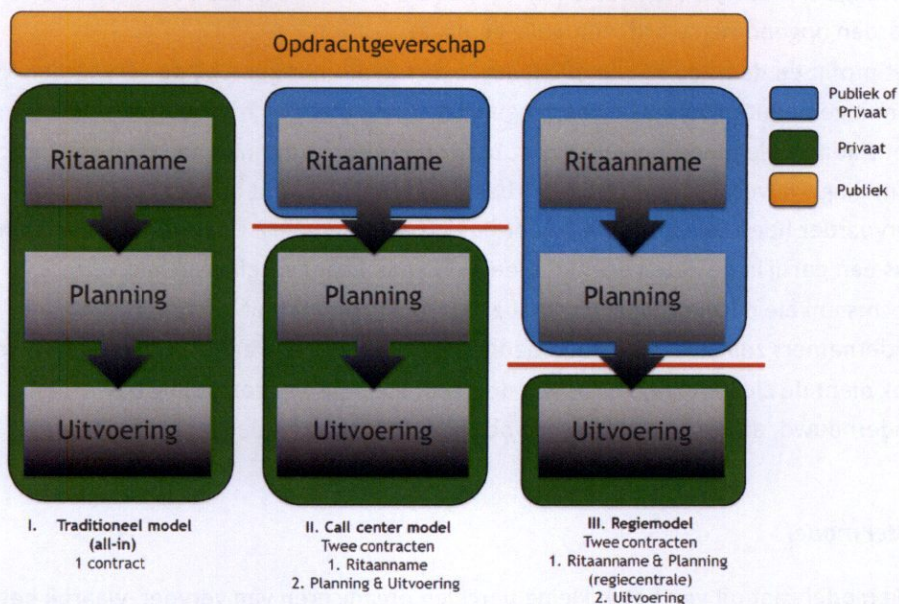 Opdrachtgeverschap
Publiek of
Privaat
Privaat
Publiek
Ritaanname
Planning
Uitvoering
Ritaanname
Planning
Uitvoering
Ritaanname
Planning
Uitvoering
I. Traditioneel model
(all-in)
1 contract
II. Call center model
Twee contracten
1. Ritaanname
2. Planning & Uitvoering
III. Regiemodel
Twee contracten
1. Ritaanname & Planning
(regiecentrale)
2. Uitvoering